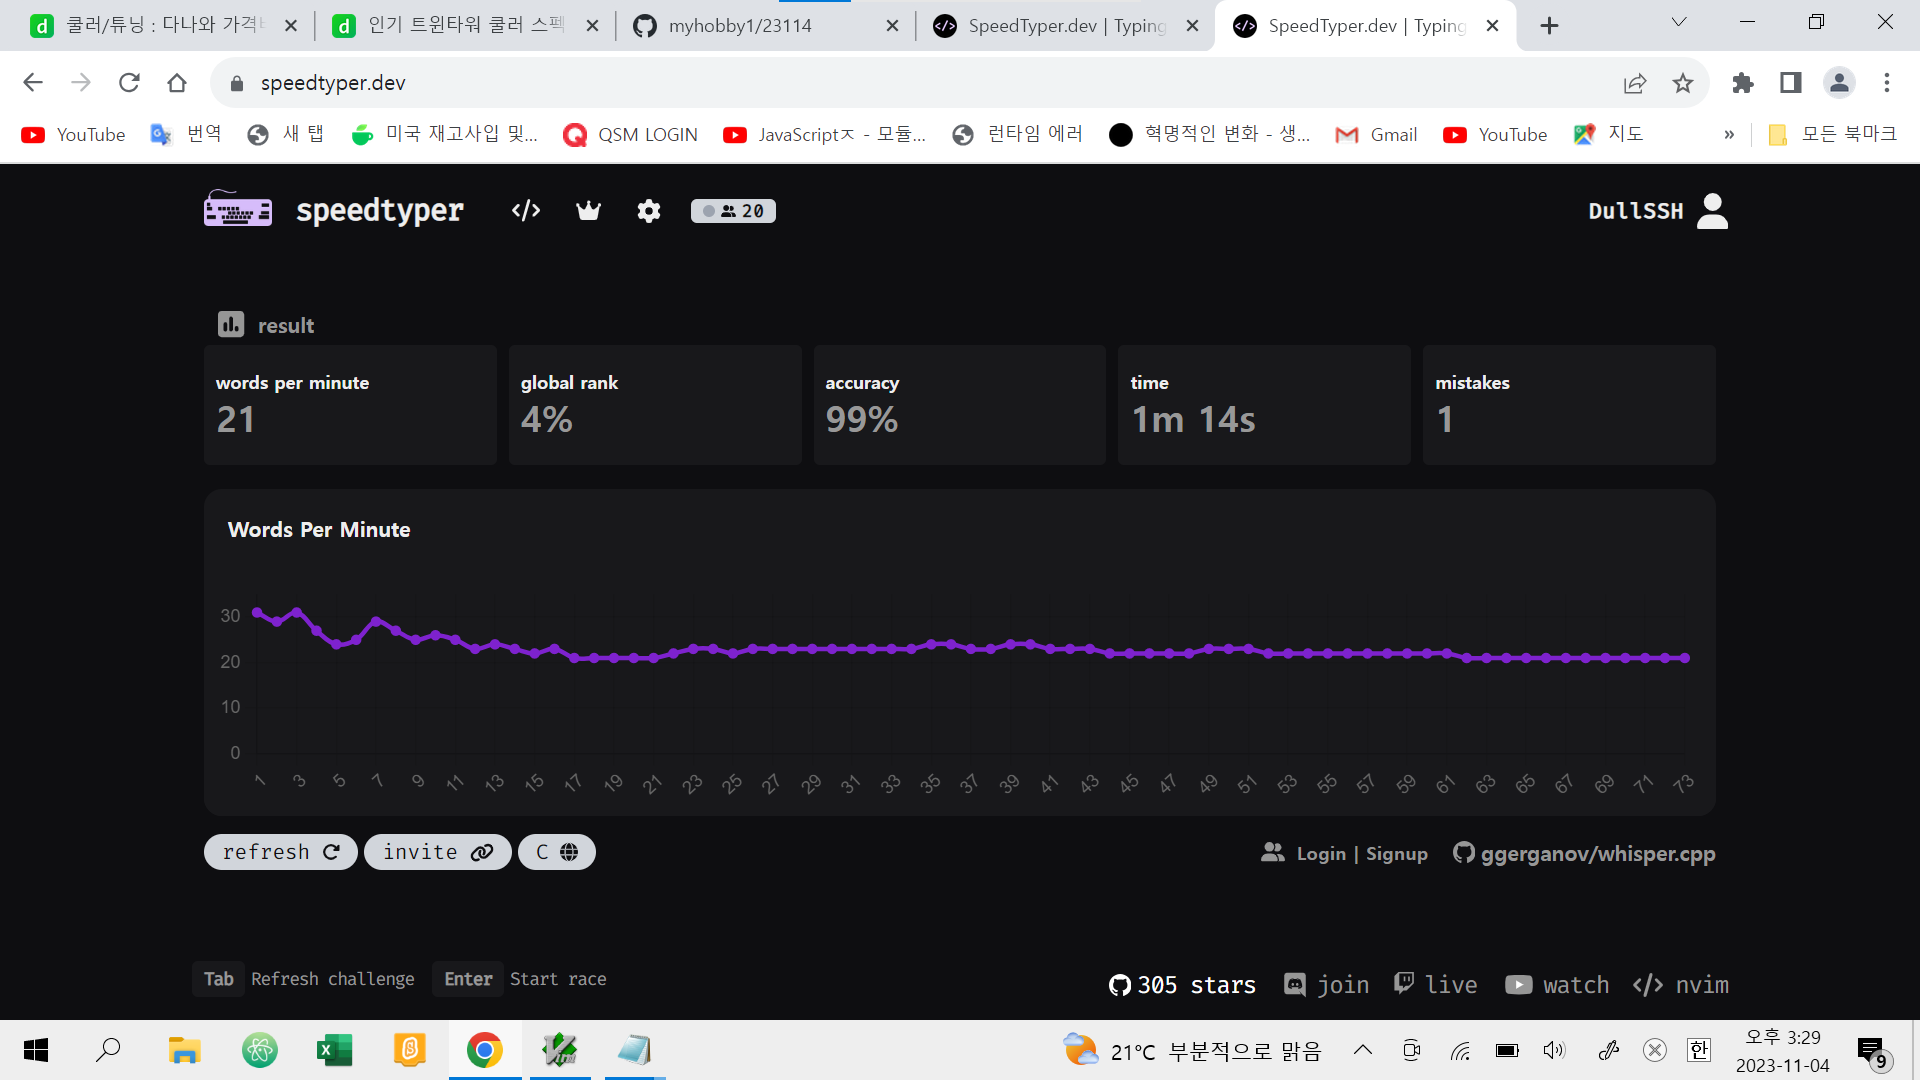 쿨러/튜닝 : 다나와 가격비
인기 트윈타워 쿨러 스펙
myhobby1/23114
SpeedTyper.dev | Typing
SpeedTyper.dev | Typing
speedtyper.dev
YouTube
번역
새 탭
미국 재고사입 및...
QSM LOGIN
JavaScriptㅈ - 모듈...
런타임 에러
혁명적인 변화 - 생...
Gmail
YouTube
지도
»
모든 북마크
speedtyper
20
DullSSH
result
words per minute
21
global rank
4%
accuracy
99%
time
1m 14s
mistakes
1
Words Per Minute
30
20
10
0
1 3 5 7 9 11 13 15 17 19 21 23 25 27 29 31 33 35 37 39 41 43 45 47 49 51 53 55 57 59 61 63 65 67 69 71 73
refresh
invite
C
Login | Signup
ggerganov/whisper.cpp
Tab Refresh challenge
Enter Start race
305 stars
join
live
watch
nvim
21°C 부분적으로 맑음
한
오후 3:29
2023-11-04
9